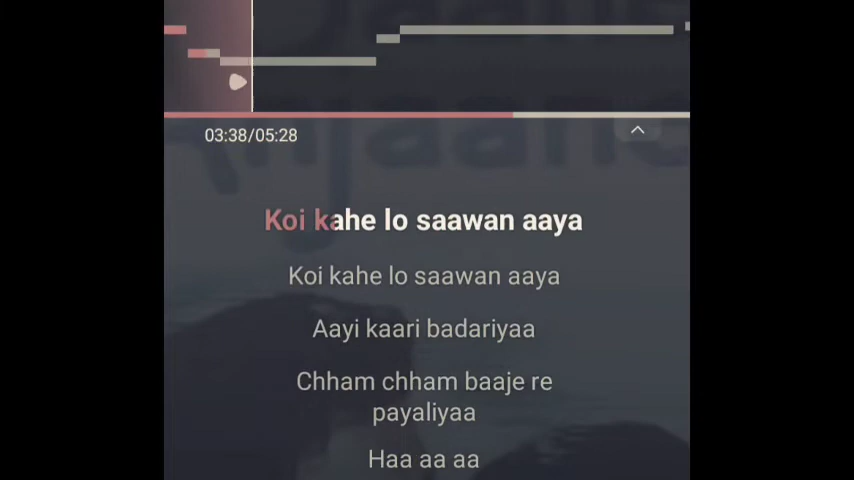 03:38/05:28
Koi kahe lo saawan aaya
Koi kahe lo saawan aaya
Aayi kaari badariyaa
Chham chham baaje re
payaliyaa
Haa aa aa